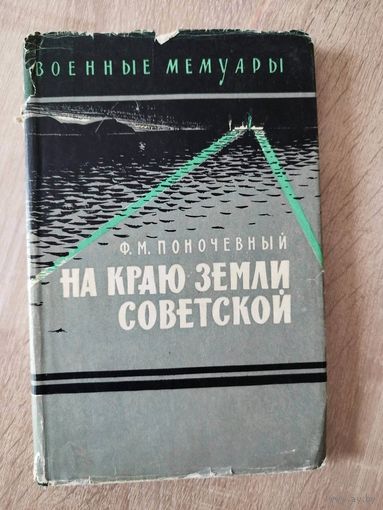 ВОЕННЫЕ МЕМУАРЫ
Ф. М. ПОНОЧЕВНЫЙ
НА КРАЮ ЗЕМЛИ
СОВЕТСКОЙ